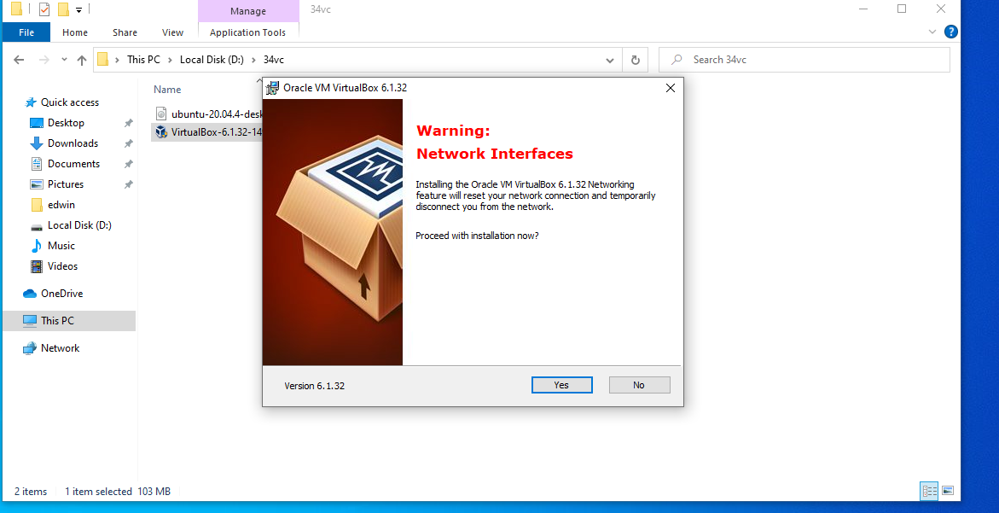 Manage
34vc
File
Home
Share
View
Application Tools
This PC
Local Disk (D:)
34vc
Search 34vc
Name
Quick access
Desktop
Downloads
Documents
Pictures
edwin
Local Disk (D:)
Music
Videos
OneDrive
This PC
Network
ubuntu-20.04.4-desk
VirtualBox-6.1.32-14
Oracle VM VirtualBox 6.1.32
Warning:
Network Interfaces
Installing the Oracle VM VirtualBox 6.1.32 Networking
feature will reset your network connection and temporarily
disconnect you from the network.
Proceed with installation now?
Version 6.1.32
Yes
No
2 items
1 item selected 103 MB